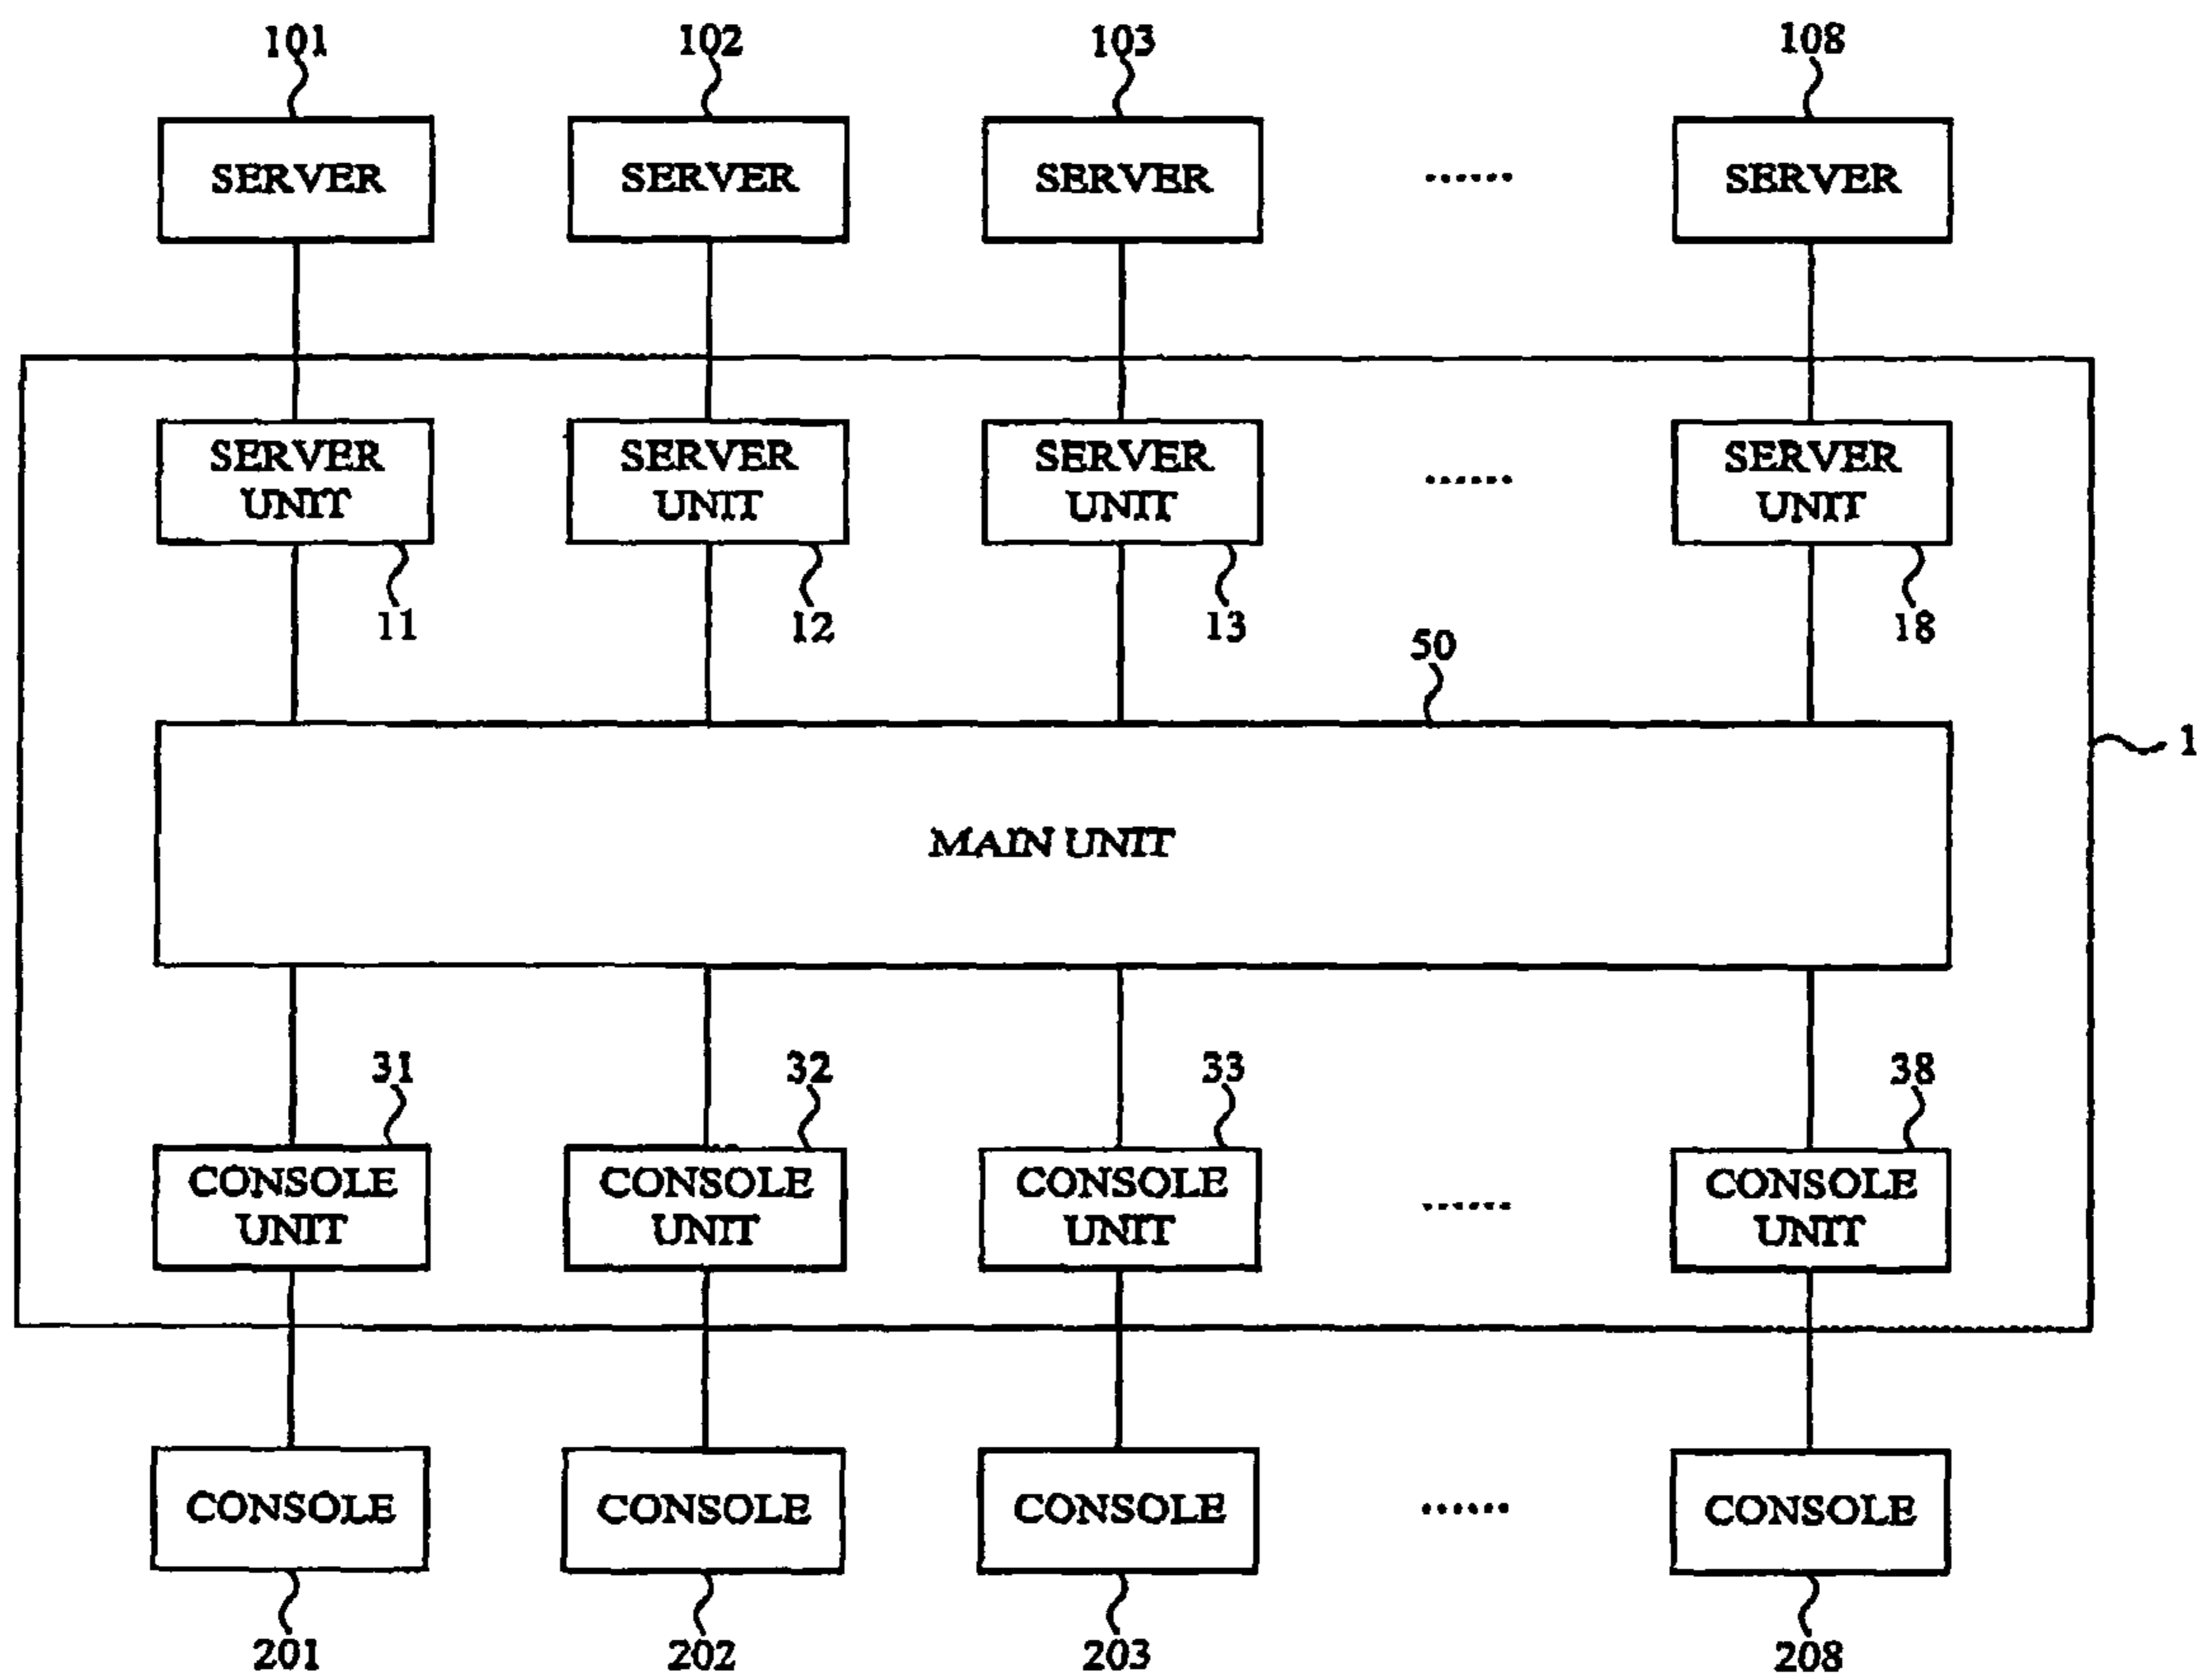 101 102 103 108
SERVER SERVER SERVER ...... SERVER
SERVER UNIT SERVER UNIT SERVER UNIT ...... SERVER UNIT
11 12 13 18
50
1
MAIN UNIT
31 32 33 38
CONSOLE UNIT CONSOLE UNIT CONSOLE UNIT ...... CONSOLE UNIT
CONSOLE CONSOLE CONSOLE ...... CONSOLE
201 202 203 208